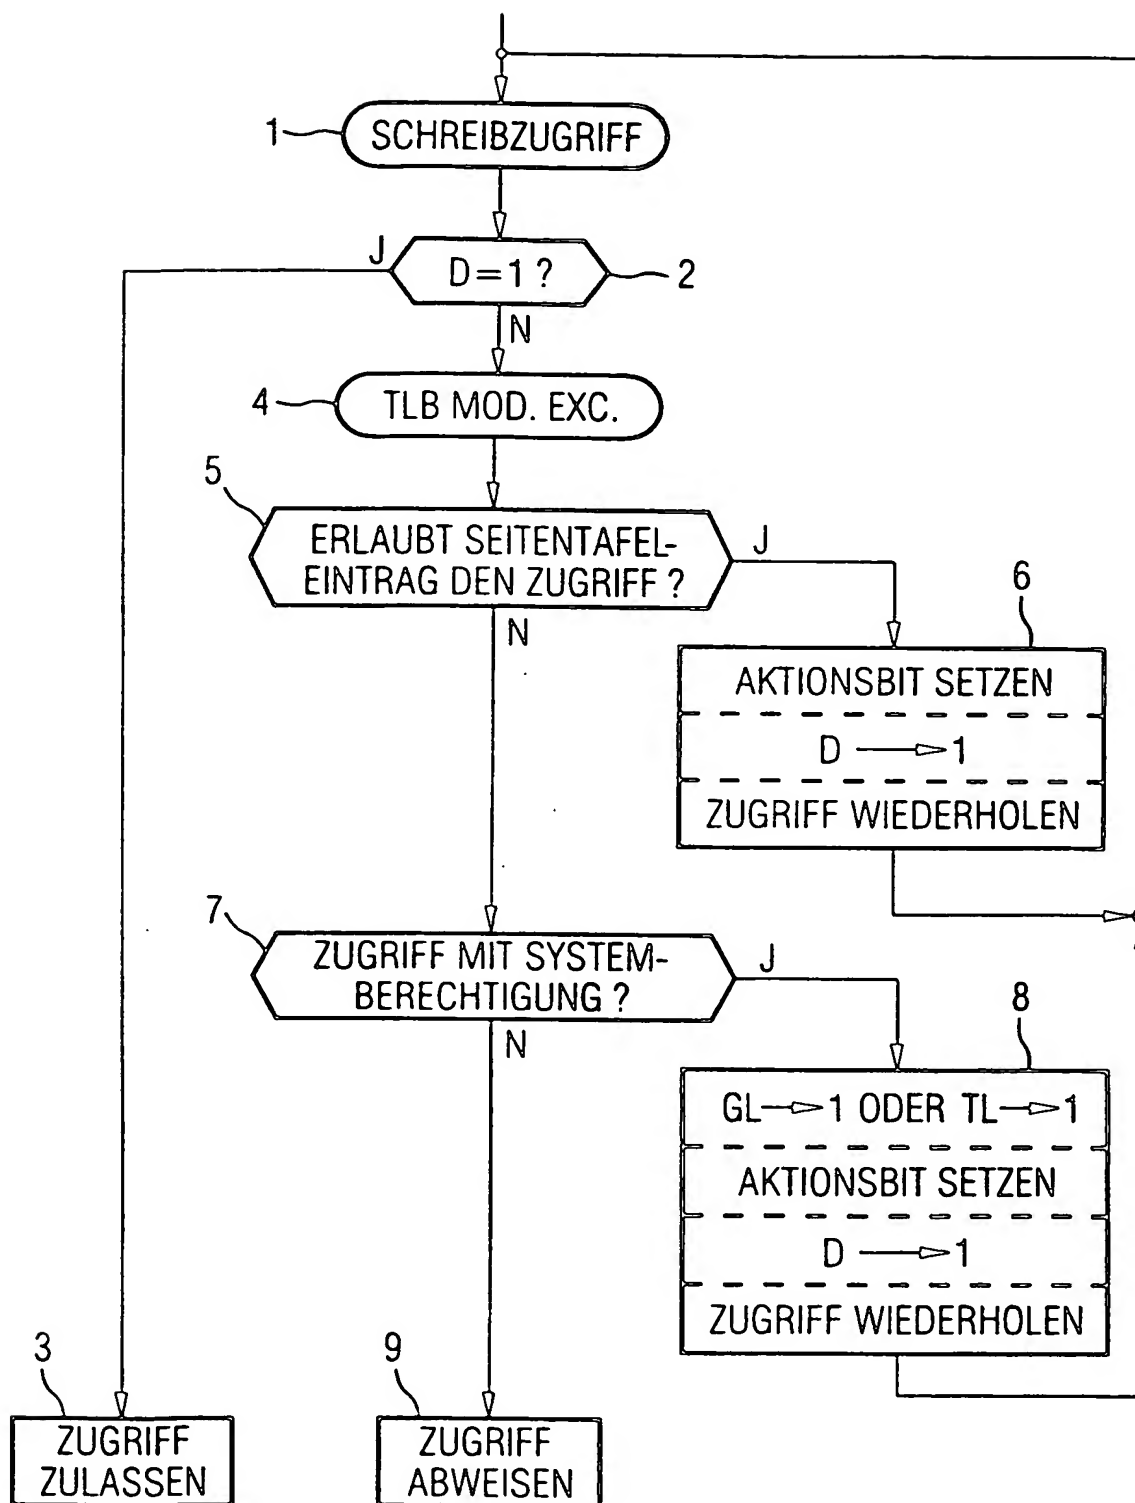 1
SCHREIBZUGRIFF
J
D=1 ?
2
N
4
TLB MOD. EXC.
5
ERLAUBT SEITENTAFEL-
EINTRAG DEN ZUGRIFF ?
J
N
6
AKTIONSBIT SETZEN
D → 1
ZUGRIFF WIEDERHOLEN
7
ZUGRIFF MIT SYSTEM-
BERECHTIGUNG ?
J
N
8
GL→1 ODER TL→1
AKTIONSBIT SETZEN
D → 1
ZUGRIFF WIEDERHOLEN
3
ZUGRIFF
ZULASSEN
9
ZUGRIFF
ABWEISEN